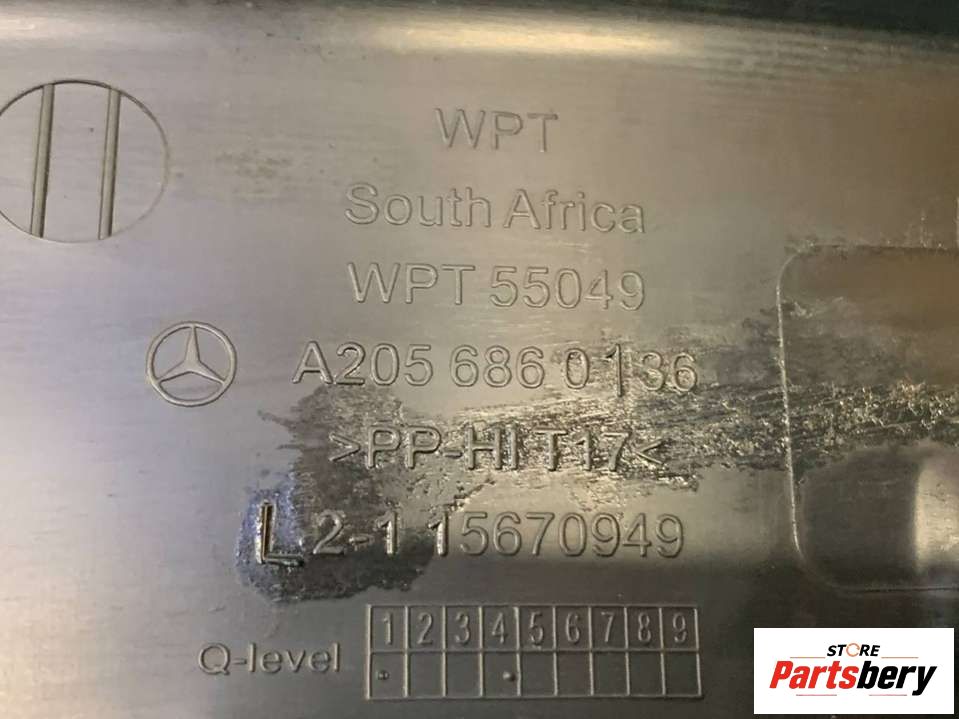 WPT
South Africa
WPT 55049
A205 686 0136
>PP-HI T17<
L 2-1 15670949
Q-level 1 2 3 4 5 6 7 8 9
STORE
Partsbery